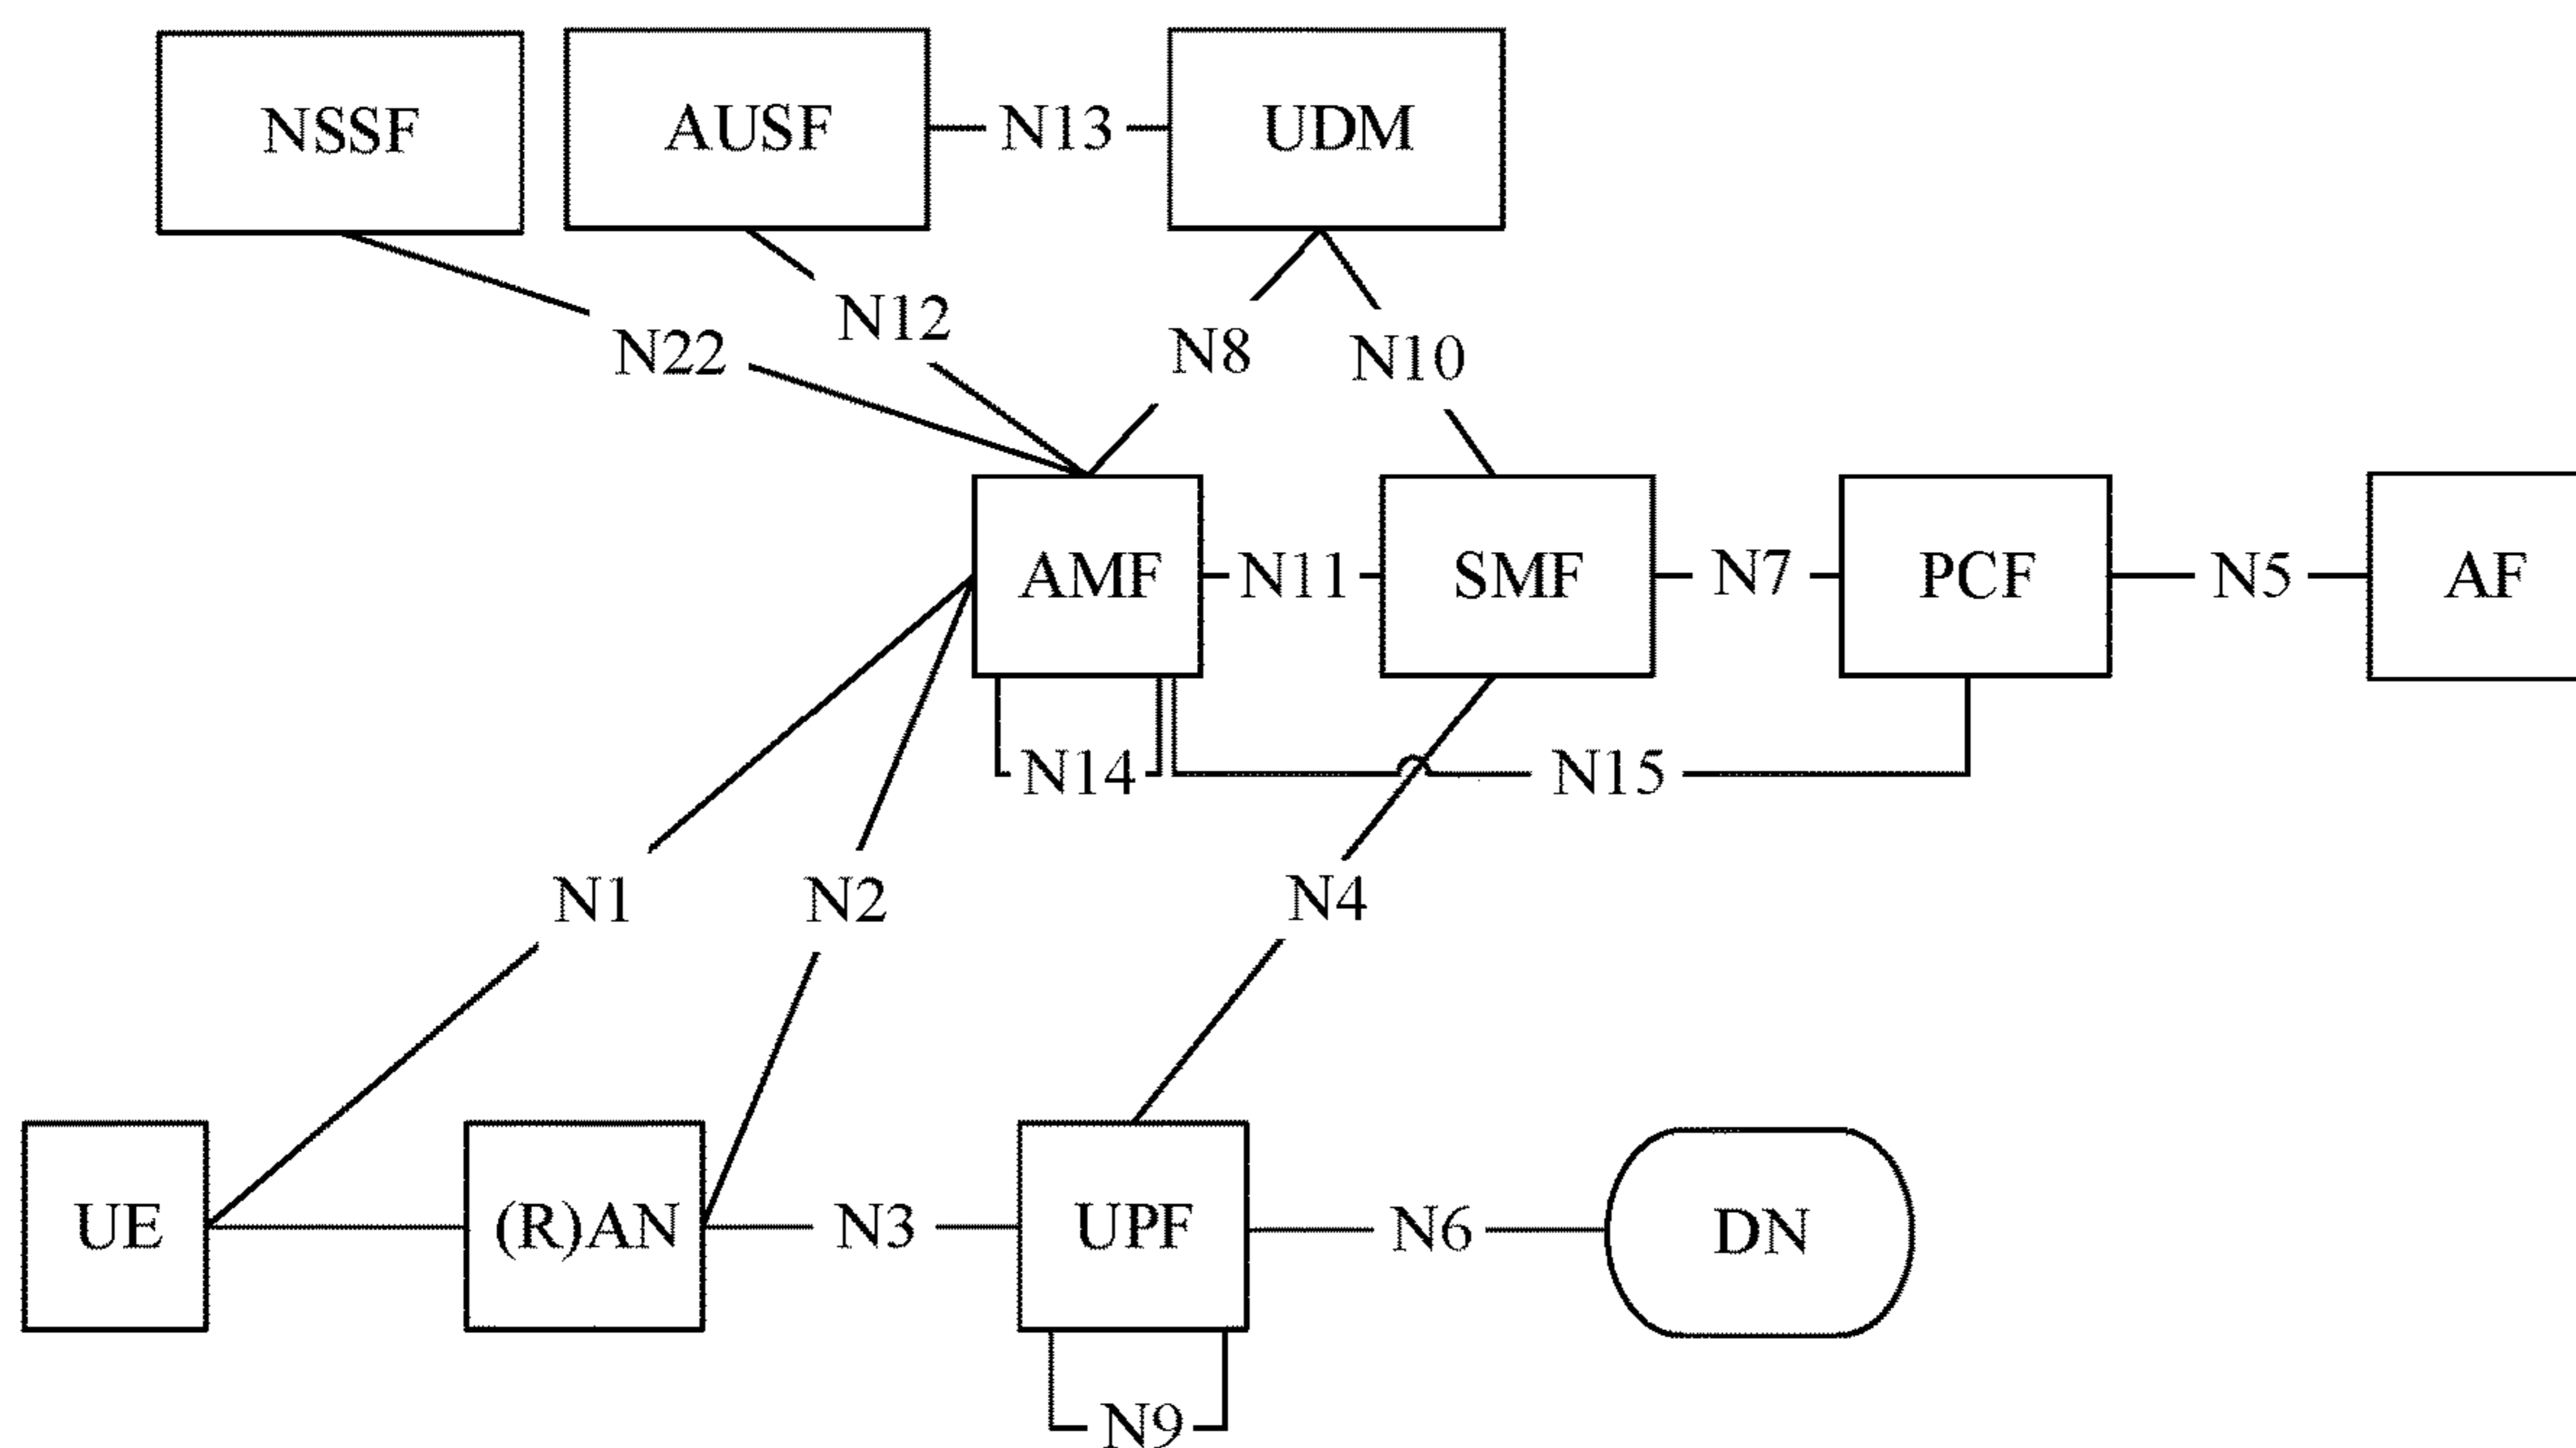 NSSF
AUSF
N13
UDM
N12
N22
N8
N10
AMF
N11
SMF
N7
PCF
N5
AF
N14
N15
N1
N2
N4
UE
(R)AN
N3
UPF
N6
DN
N9